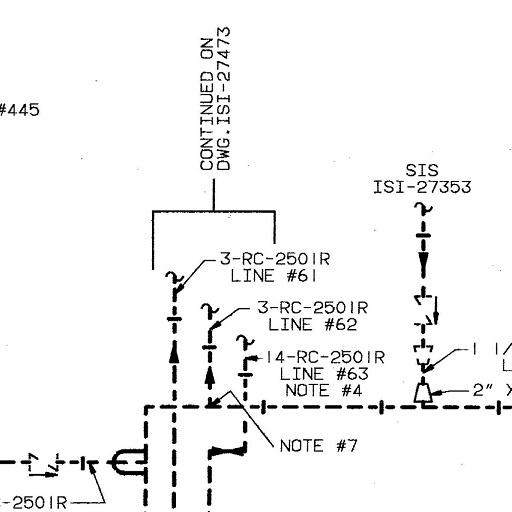 CONTINUED ON
DWG.ISI-27473
#445
SIS
ISI-27353
3-RC-2501R
LINE #61
3-RC-2501R
LINE #62
14-RC-2501R
LINE #63
NOTE #4
1 1/
2" X
NOTE #7
-2501R